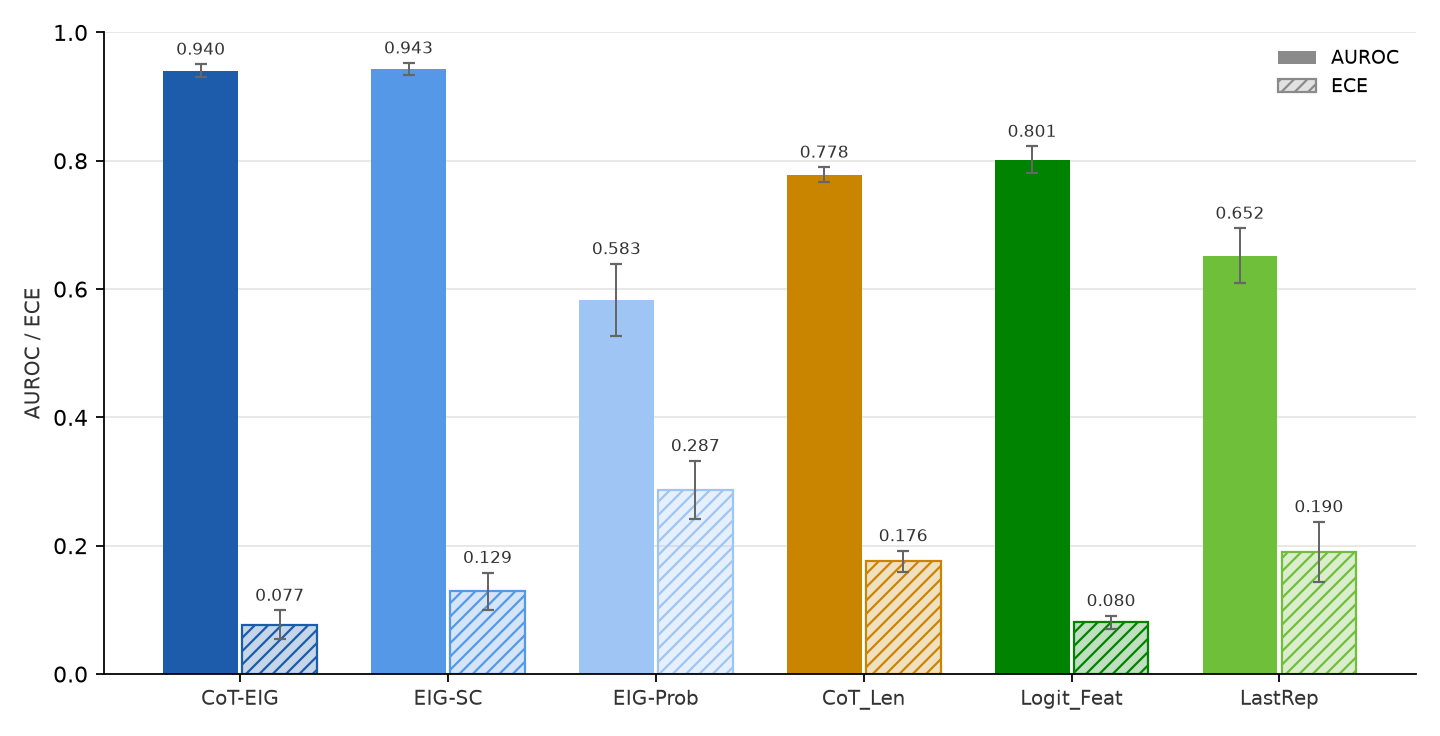 1.0
0.8
0.6
0.4
0.2
0.0
AUROC / ECE
AUROC
ECE
0.940
0.077
0.943
0.129
0.583
0.287
0.778
0.176
0.801
0.080
0.652
0.190
CoT-EIG
EIG-SC
EIG-Prob
CoT_Len
Logit_Feat
LastRep